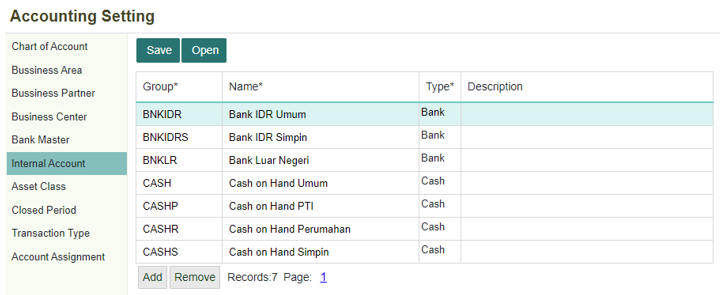 Accounting Setting
Chart of Account
Bussiness Area
Bussiness Partner
Business Center
Bank Master
Internal Account
Asset Class
Closed Period
Transaction Type
Account Assignment
Save Open
Group* Name* Type* Description
BNKIDR Bank IDR Umum Bank
BNKIDRS Bank IDR Simpin Bank
BNKLR Bank Luar Negeri Bank
CASH Cash on Hand Umum Cash
CASHP Cash on Hand PTI Cash
CASHR Cash on Hand Perumahan Cash
CASHS Cash on Hand Simpin Cash
Add Remove Records:7 Page: 1